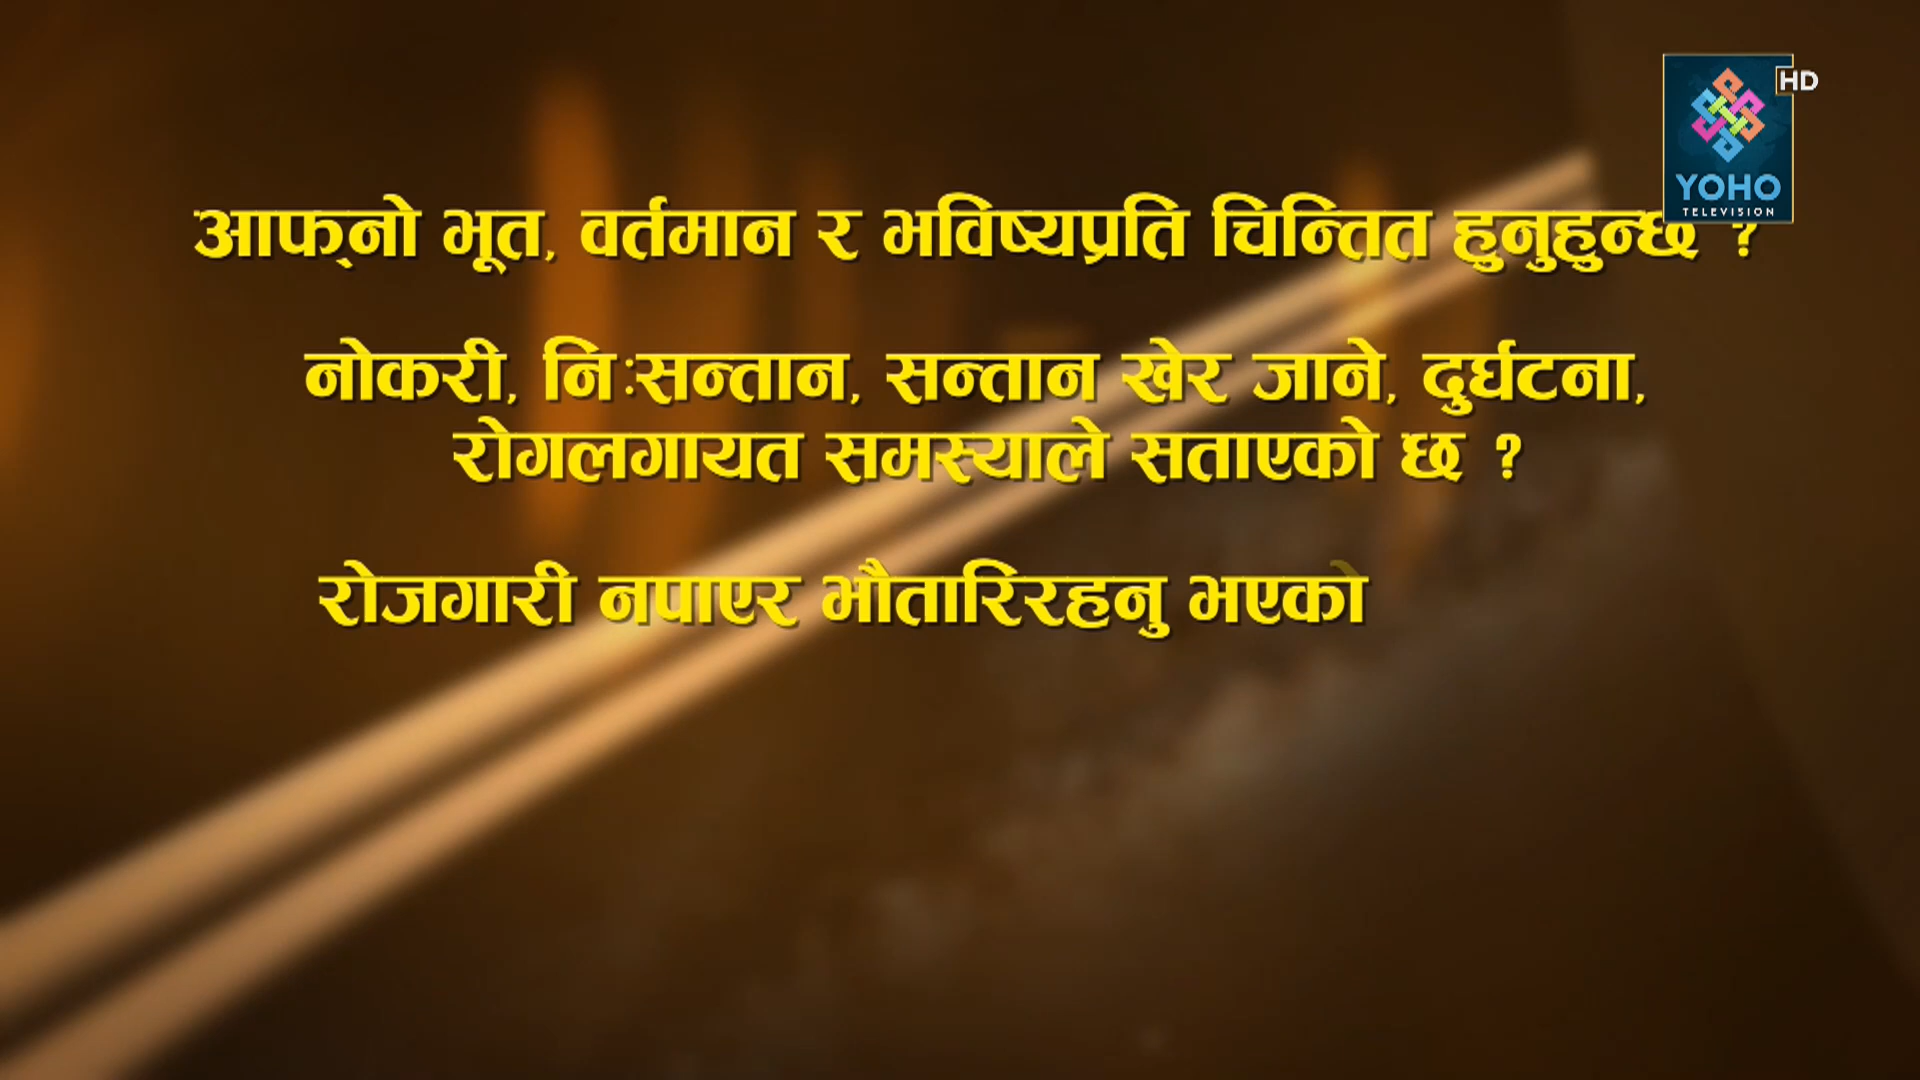 HD
YOHO
TELEVISION
आफ्‌नो भूत, वर्तमान र भविष्यप्रति चिन्तित हुनुहुन्छ ?
नोकरी, निःसन्तान, सन्तान खेर जाने, दुर्घटना,
रोगलगायत समस्याले सताएको छ ?
रोजगारी नपाएर भौतारिरहनु भएको